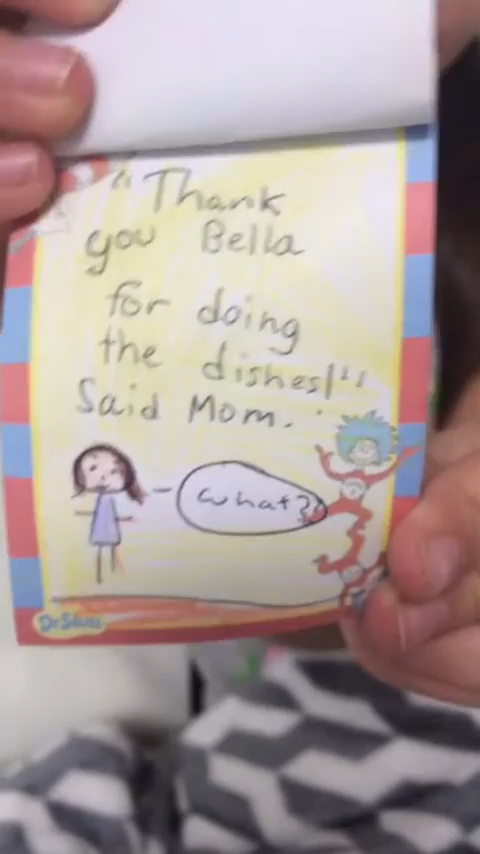 "Thank
you Bella
for doing
the dishes!"
Said Mom.
what?
Dr. Seuss